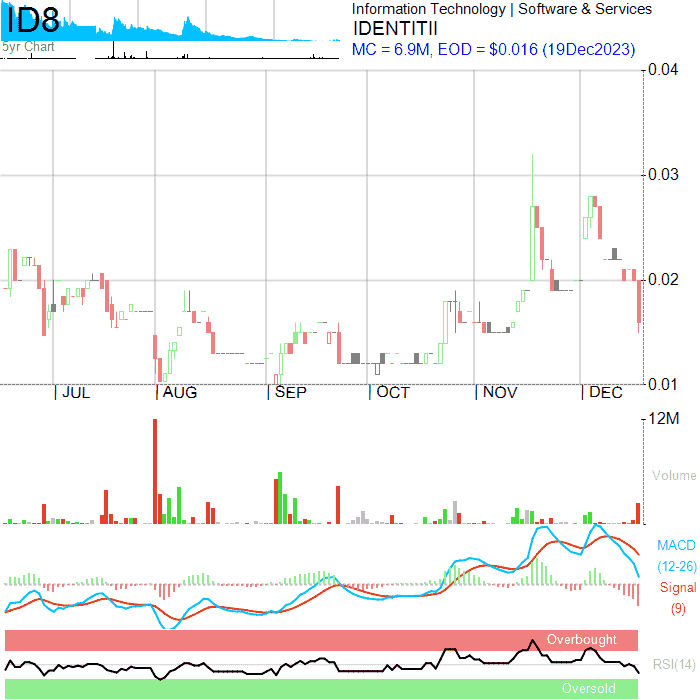 ID8
5yr Chart
Information Technology | Software & Services
IDENTITII
MC = 6.9M, EOD = $0.016 (19Dec2023)
0.04
0.03
0.02
0.01
| JUL | AUG | SEP | OCT | NOV | DEC
12M
Volume
MACD
(12-26)
Signal
(9)
Overbought
RSI(14)
Oversold